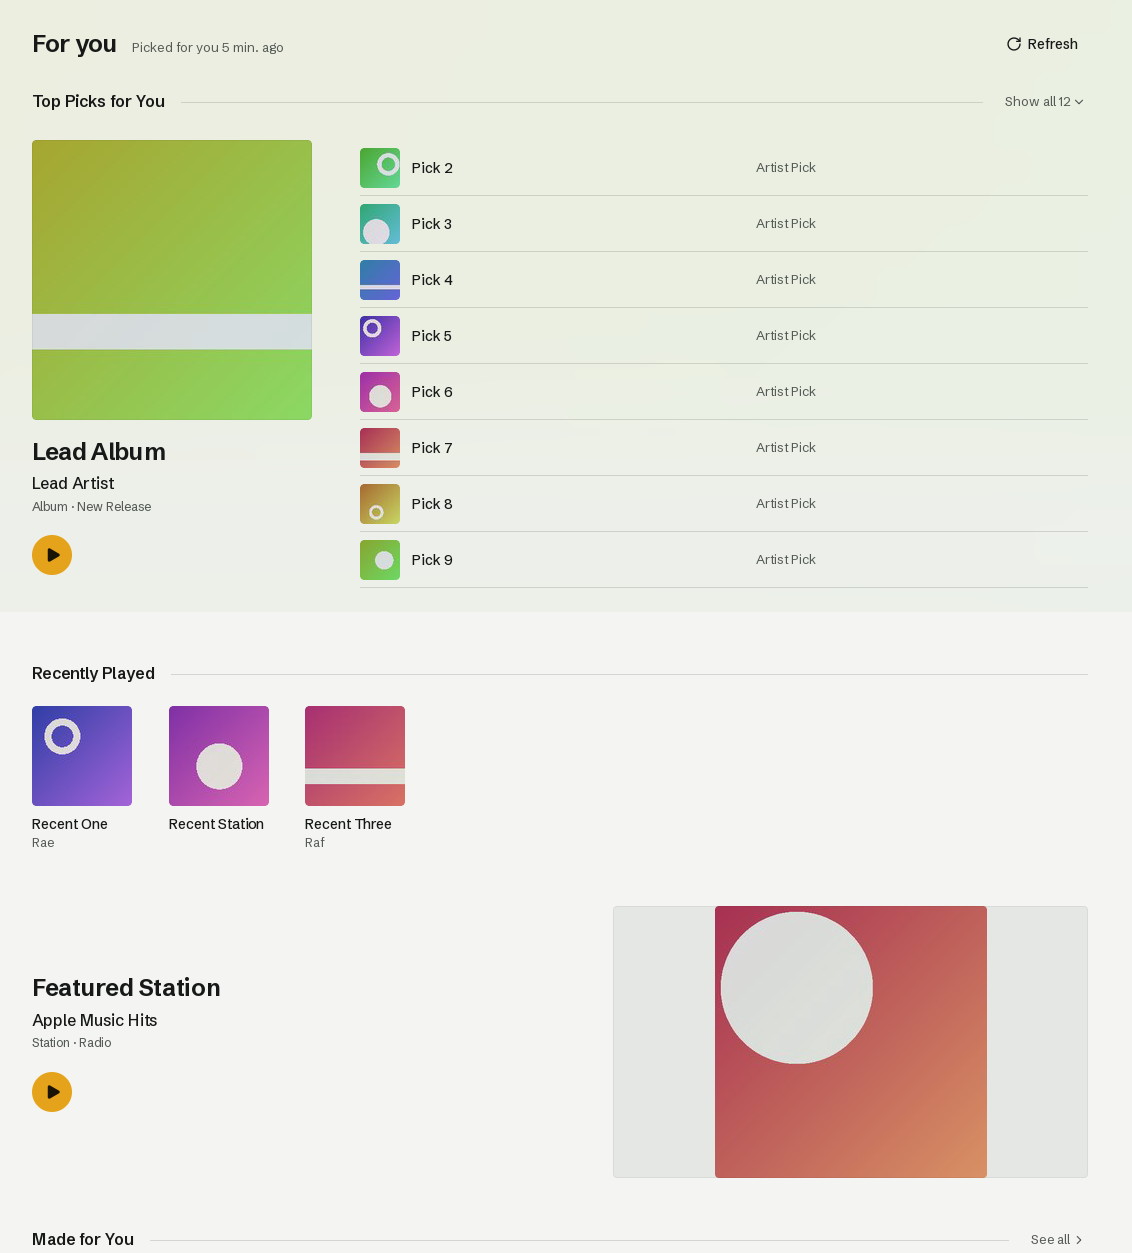 For you
Picked for you 5 min. ago
Refresh
Top Picks for You
Show all 12
Lead Album
Lead Artist
Album · New Release
Pick 2
Artist Pick
Pick 3
Artist Pick
Pick 4
Artist Pick
Pick 5
Artist Pick
Pick 6
Artist Pick
Pick 7
Artist Pick
Pick 8
Artist Pick
Pick 9
Artist Pick
Recently Played
Recent One
Rae
Recent Station
Recent Three
Raf
Featured Station
Apple Music Hits
Station · Radio
Made for You
See all